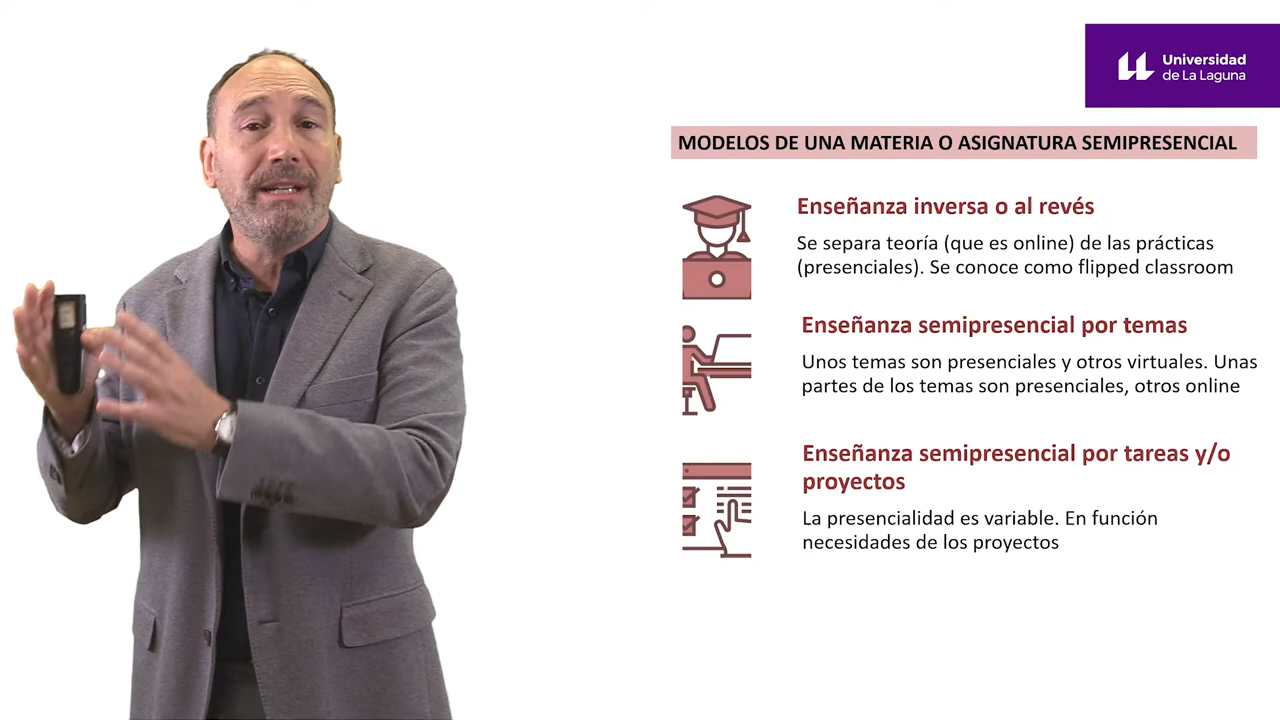 Universidad
de La Laguna
MODELOS DE UNA MATERIA O ASIGNATURA SEMIPRESENCIAL
Enseñanza inversa o al revés
Se separa teoría (que es online) de las prácticas
(presenciales). Se conoce como flipped classroom
Enseñanza semipresencial por temas
Unos temas son presenciales y otros virtuales. Unas
partes de los temas son presenciales, otros online
Enseñanza semipresencial por tareas y/o
proyectos
La presencialidad es variable. En función
necesidades de los proyectos